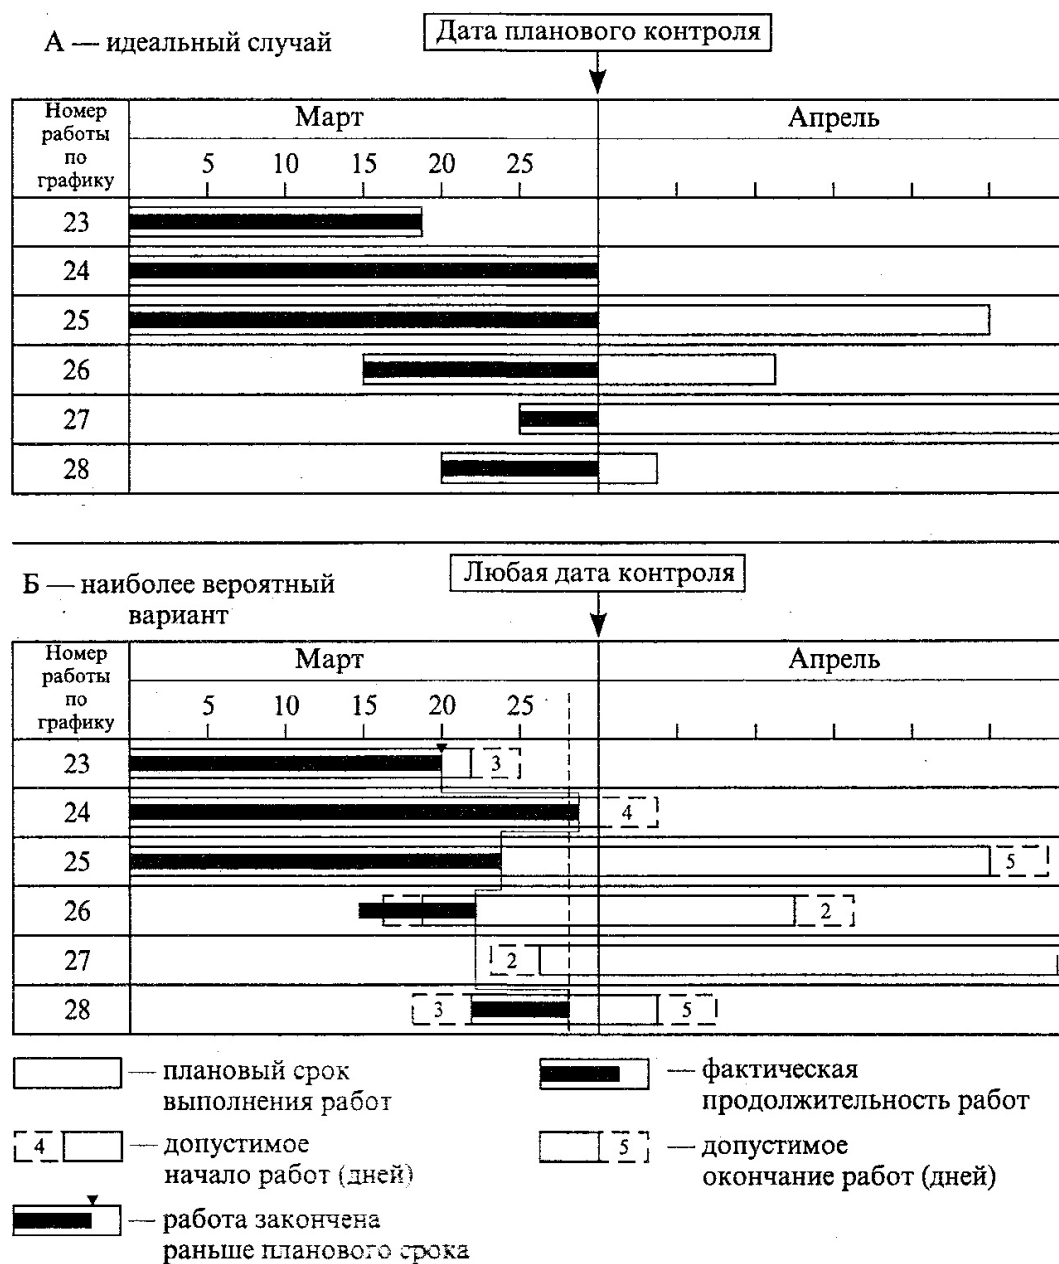 А — идеальный случай
Дата планового контроля
Номер
работы
по
графику
Март
Апрель
5 10 15 20 25
23
24
25
26
27
28
Б — наиболее вероятный
вариант
Любая дата контроля
Номер
работы
по
графику
Март
Апрель
5 10 15 20 25
23 3
24 4
25 5
26 2
27 2
28 3 5
— плановый срок
выполнения работ
— фактическая
продолжительность работ
4 — допустимое
начало работ (дней)
5 — допустимое
окончание работ (дней)
— работа закончена
раньше планового срока